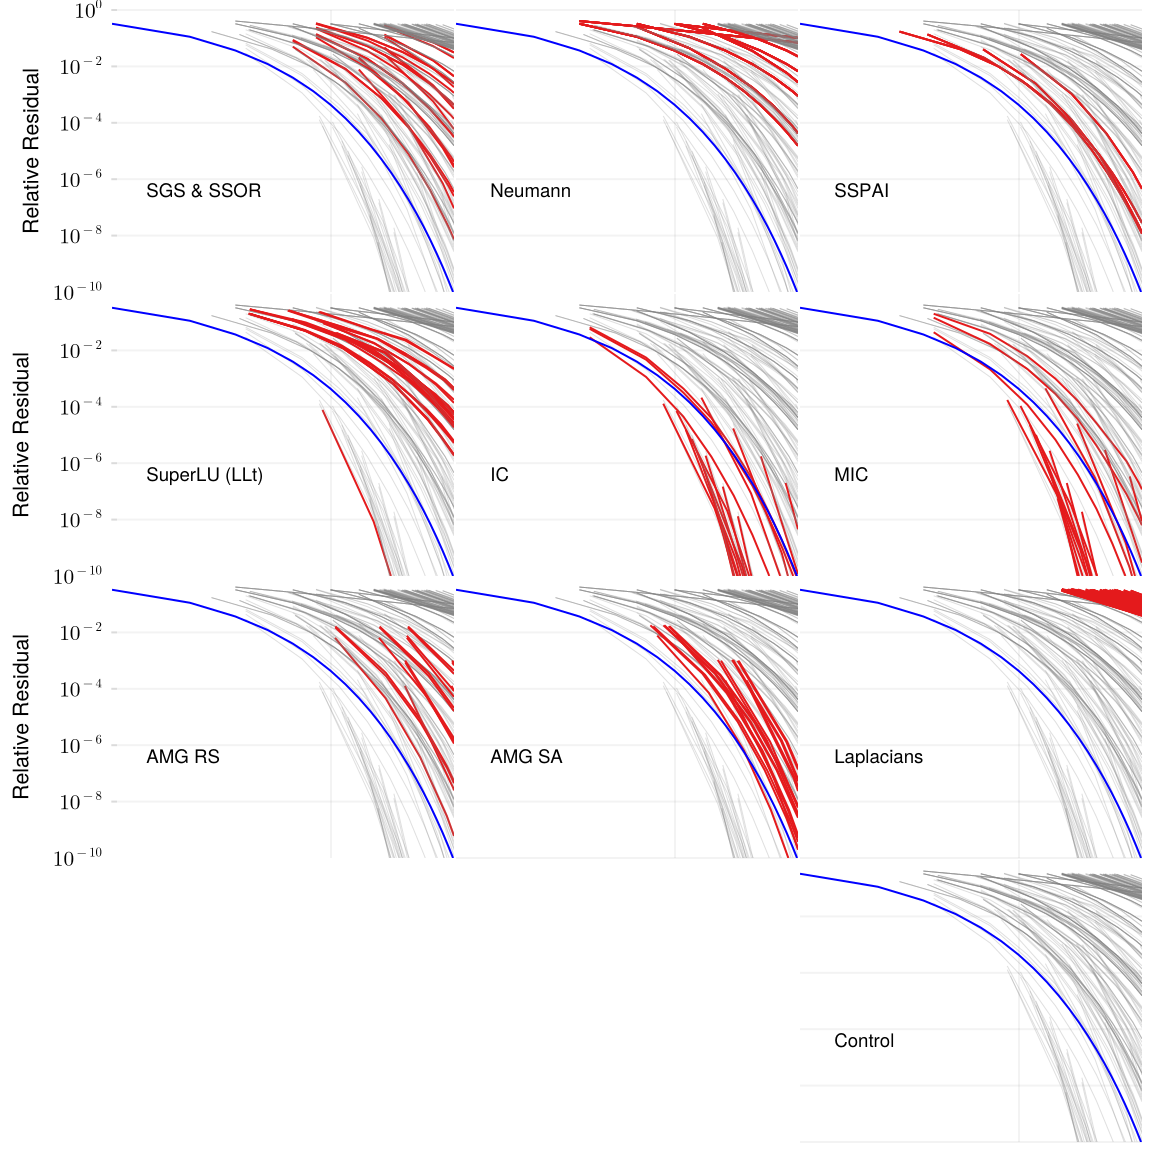 10^0
10^−2
10^−4
10^−6
10^−8
10^−10
Relative Residual
SGS & SSOR
Neumann
SSPAI
10^−2
10^−4
10^−6
10^−8
10^−10
Relative Residual
SuperLU (LLt)
IC
MIC
10^−2
10^−4
10^−6
10^−8
10^−10
Relative Residual
AMG RS
AMG SA
Laplacians
Control